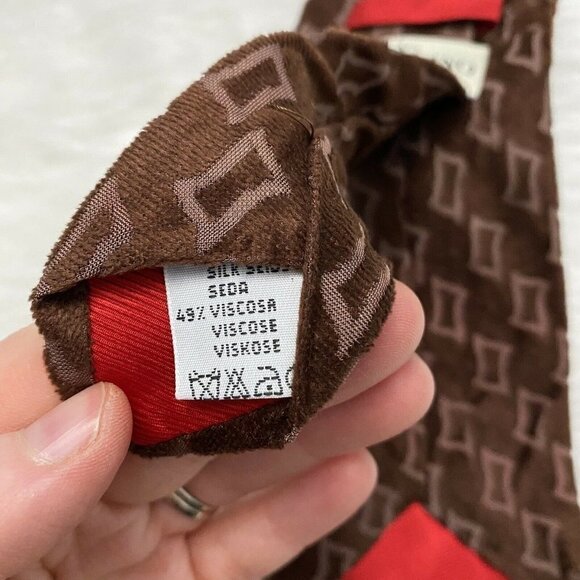 SILK SEIDE
SEDA
49% VISCOSA
VISCOSE
VISKOSE